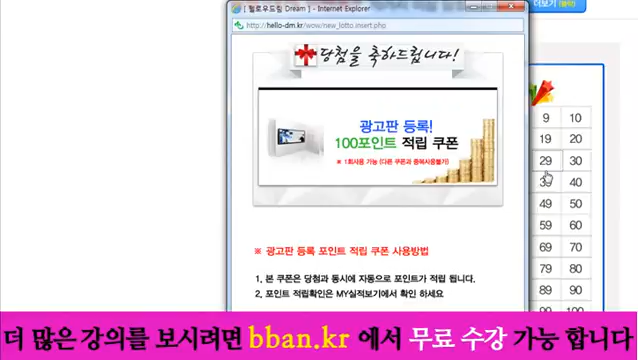 더보기 (클릭)
[ 헬로우드림 Dream ] - Internet Explorer
http://hello-dm.kr/wow/new_lotto.insert.php
당첨을 축하드립니다!
광고판 등록!
100포인트 적립 쿠폰
※ 1회사용 가능 (다른 쿠폰과 중복사용불가)
※ 광고판 등록 포인트 적립 쿠폰 사용방법
1, 본 쿠폰은 당첨과 동시에 자동으로 포인트가 적립 됩니다.
2, 포인트 적립확인은 MY실적보기에서 확인 하세요
9 10
19 20
29 30
39 40
49 50
59 60
69 70
79 80
89 90
99 100
더 많은 강의를 보시려면 bban.kr 에서 무료 수강 가능 합니다